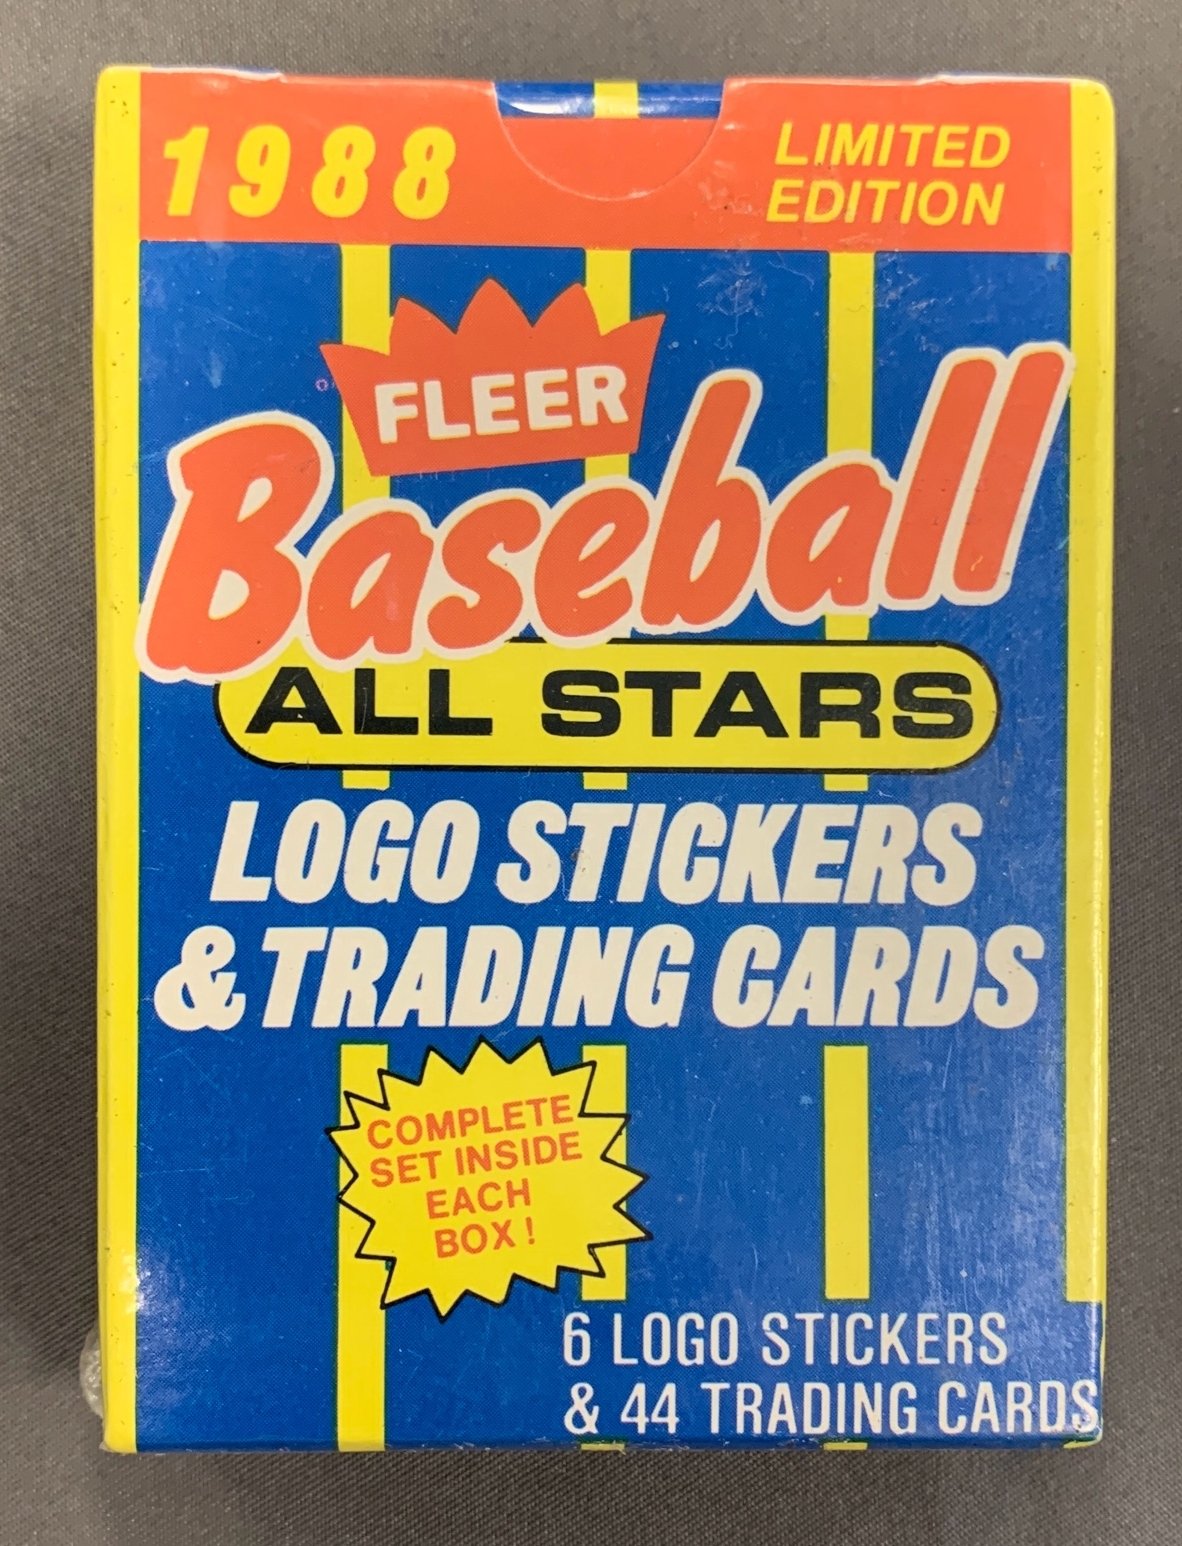 1988
LIMITED
EDITION
FLEER
Baseball
ALL STARS
LOGO STICKERS
& TRADING CARDS
COMPLETE
SET INSIDE
EACH
BOX!
6 LOGO STICKERS
& 44 TRADING CARDS